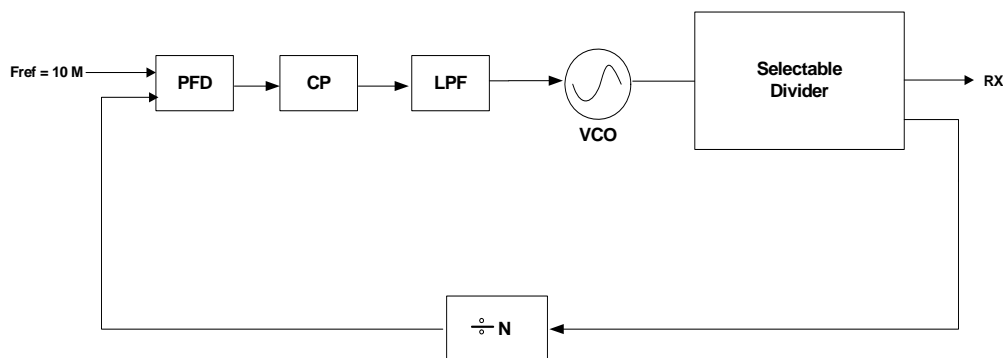 Fref = 10 M
PFD
CP
LPF
VCO
Selectable
Divider
RX
÷ N